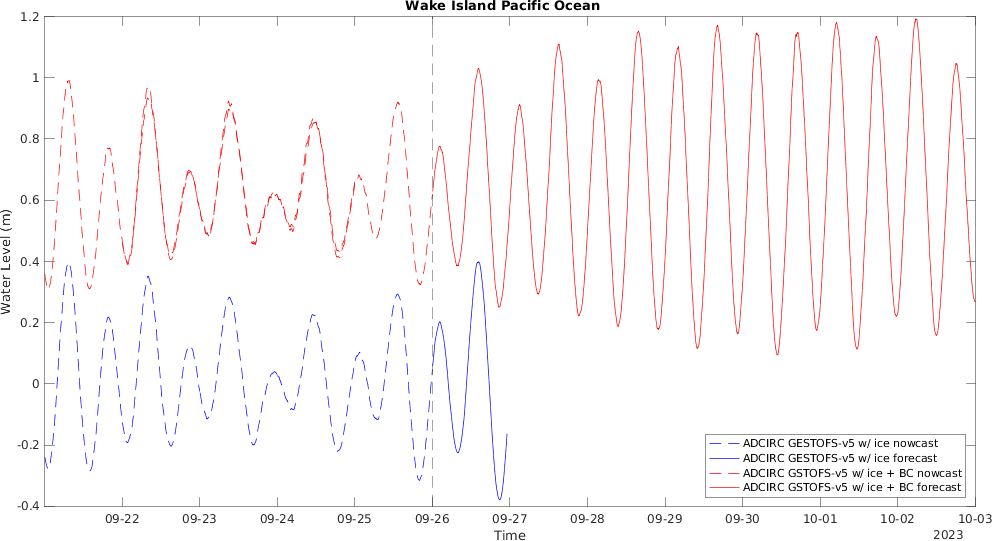 Wake Island Pacific Ocean
1.2
1
0.8
0.6
0.4
0.2
0
-0.2
-0.4
Water Level (m)
ADCIRC GESTOFS-v5 w/ ice nowcast
ADCIRC GESTOFS-v5 w/ ice forecast
ADCIRC GSTOFS-v5 w/ ice + BC nowcast
ADCIRC GSTOFS-v5 w/ ice + BC forecast
09-22 09-23 09-24 09-25 09-26 09-27 09-28 09-29 09-30 10-01 10-02 10-03
Time
2023